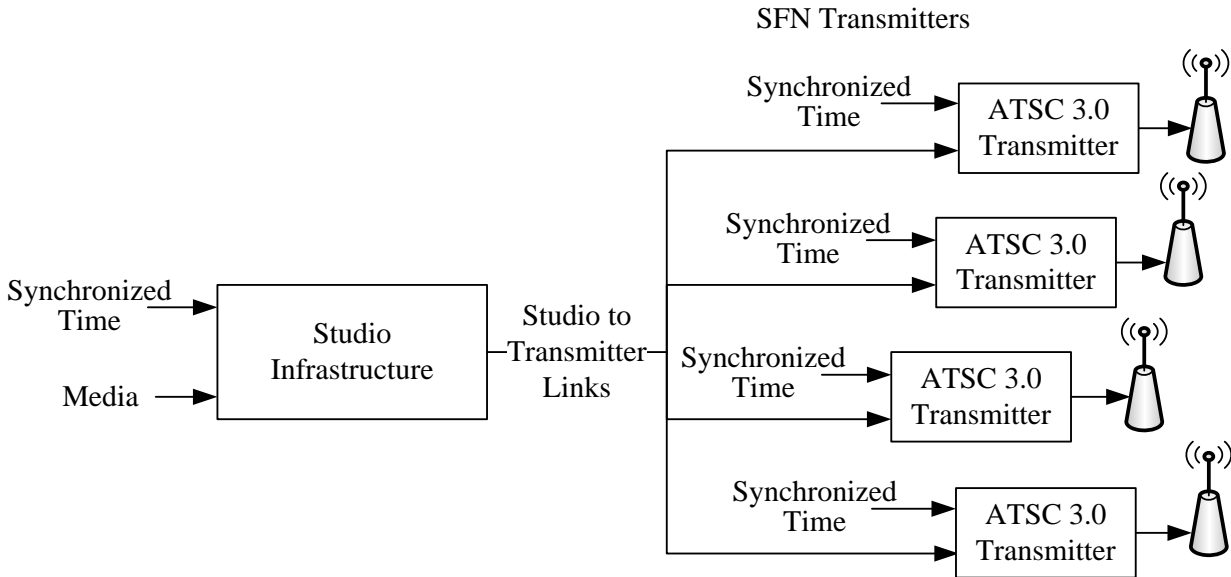 SFN Transmitters
Synchronized
Time
ATSC 3.0
Transmitter
Synchronized
Time
ATSC 3.0
Transmitter
Synchronized
Time
Media
Studio
Infrastructure
Studio to
Transmitter
Links
Synchronized
Time
ATSC 3.0
Transmitter
Synchronized
Time
ATSC 3.0
Transmitter